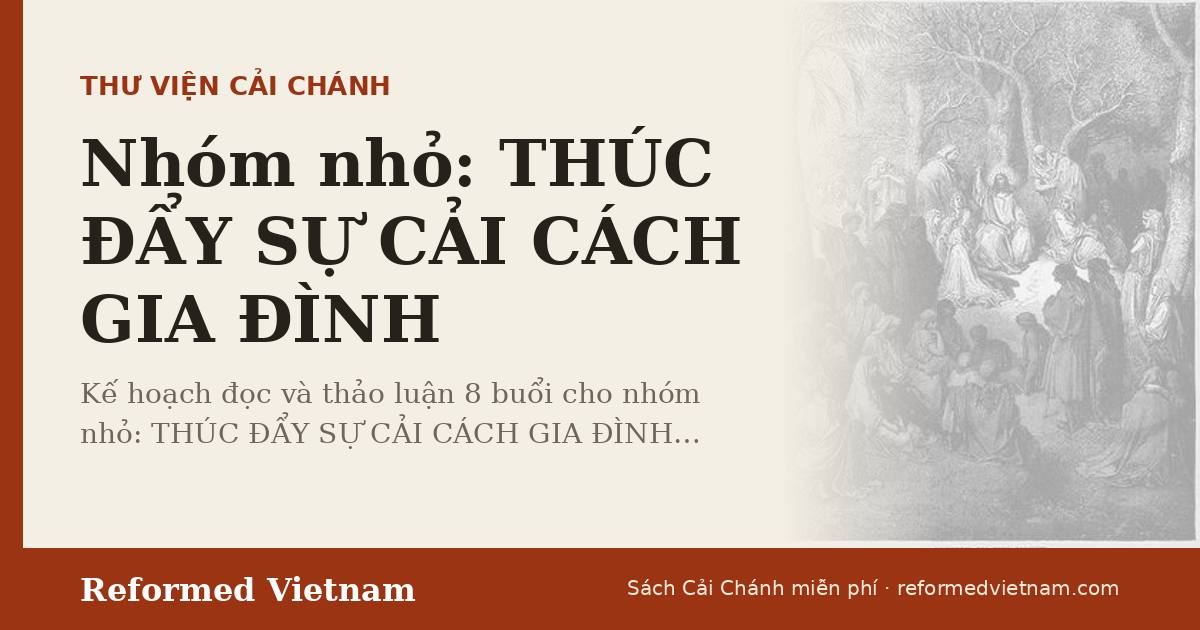 THƯ VIỆN CẢI CHÁNH
Nhóm nhỏ: THÚC
ĐẨY SỰ CẢI CÁCH
GIA ĐÌNH
Kế hoạch đọc và thảo luận 8 buổi cho nhóm
nhỏ: THÚC ĐẨY SỰ CẢI CÁCH GIA ĐÌNH...
Reformed Vietnam
Sách Cải Chánh miễn phí · reformedvietnam.com